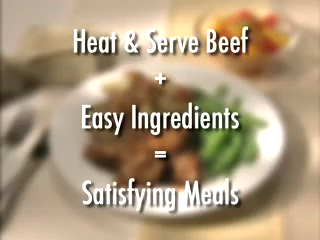 Heat & Serve Beef
+
Easy Ingredients
=
Satisfying Meals